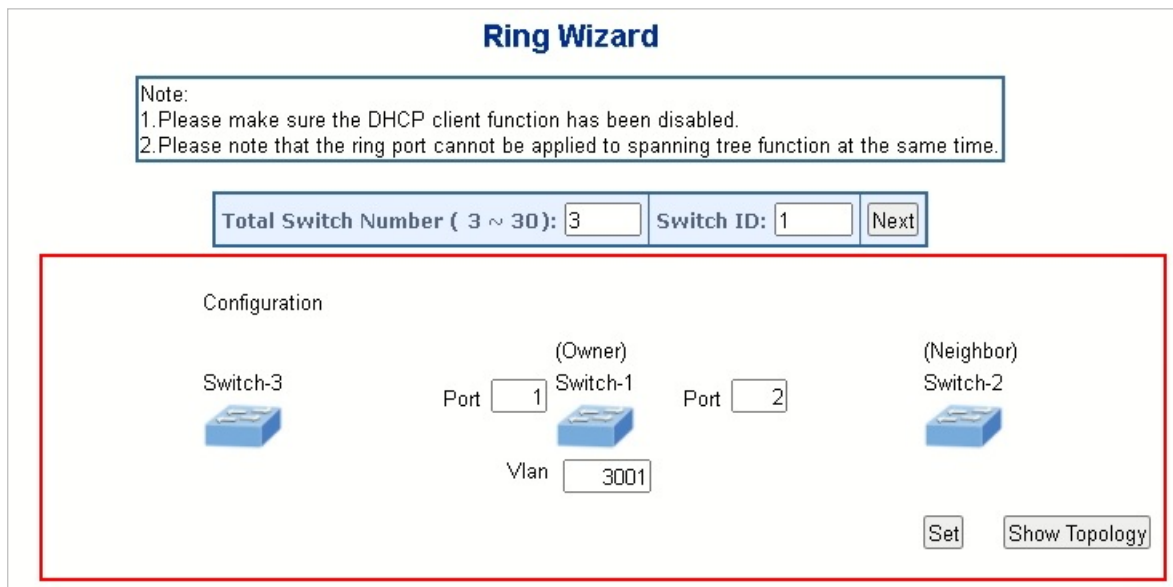 Ring Wizard
Note:
1.Please make sure the DHCP client function has been disabled.
2.Please note that the ring port cannot be applied to spanning tree function at the same time.
Total Switch Number ( 3 ~ 30): 3 Switch ID: 1 Next
Configuration
(Owner) (Neighbor)
Switch-3 Port 1 Switch-1 Port 2 Switch-2
Vlan 3001
Set Show Topology